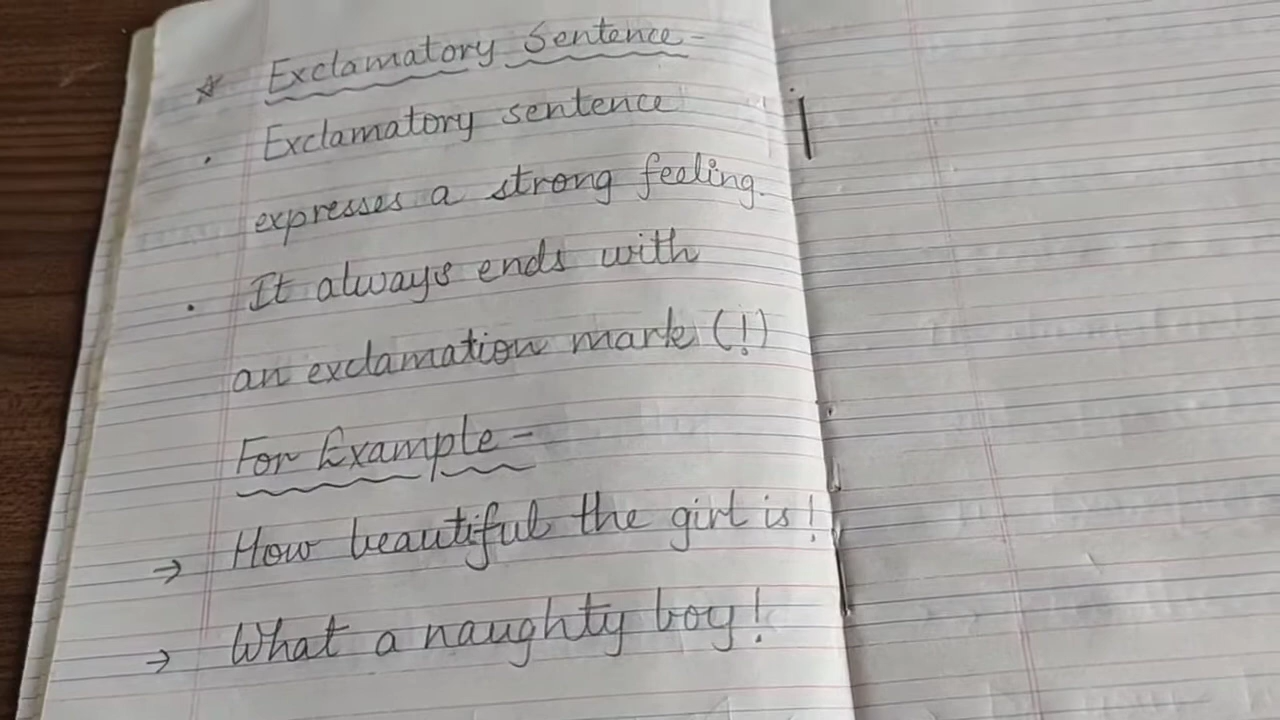 ☆ Exclamatory Sentence -
. Exclamatory sentence
expresses a strong feeling.
. It always ends with
an exclamation mark (!)
For Example -
→ How beautiful the girl is!
→ What a naughty boy!